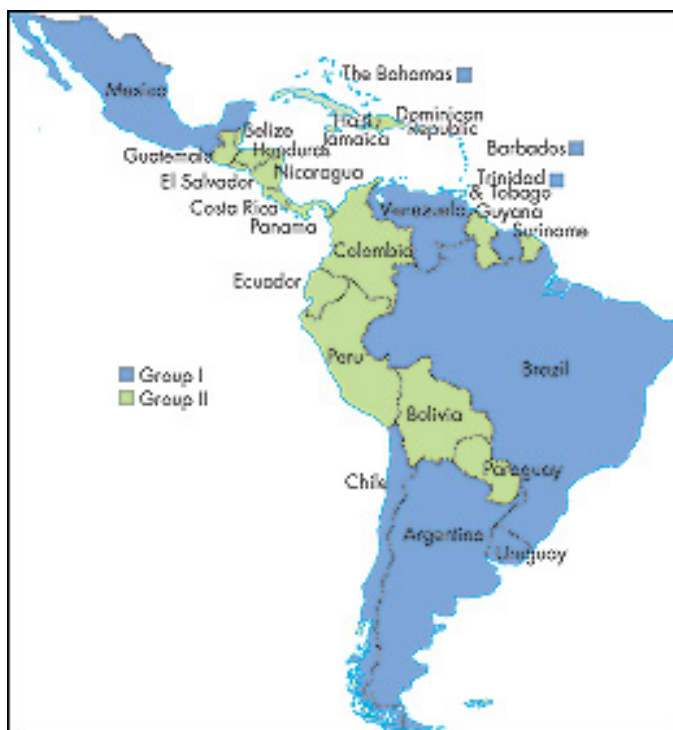 Mexico
The Bahamas
Haiti
Dominican
Republic
Jamaica
Belize
Honduras
Guatemala
Nicaragua
El Salvador
Costa Rica
Panama
Barbados
Trinidad
& Tobago
Venezuela
Guyana
Suriname
Colombia
Ecuador
Peru
Brazil
Group I
Group II
Bolivia
Paraguay
Chile
Argentina
Uruguay